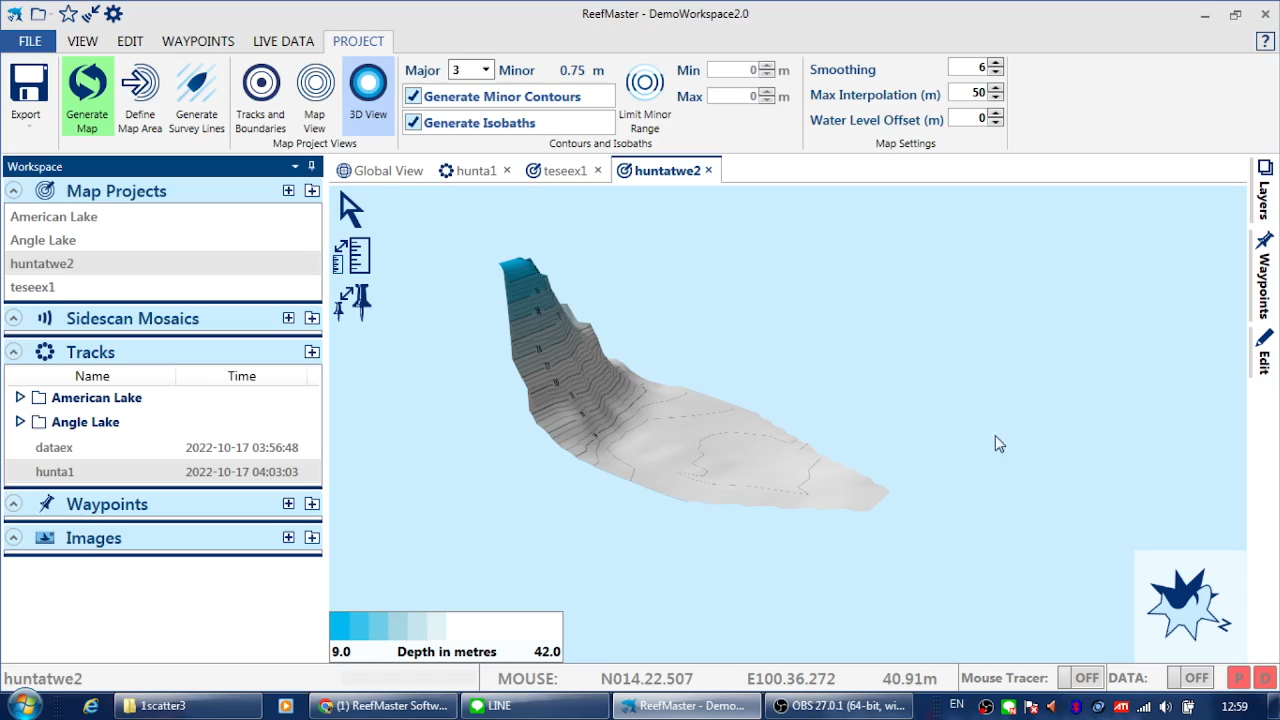 ReefMaster - DemoWorkspace2.0
FILE VIEW EDIT WAYPOINTS LIVE DATA PROJECT ?
Export
Generate Map
Define Map Area
Generate Survey Lines
Tracks and Boundaries
Map View
3D View
Map Project Views
Major 3 Minor 0.75 m
Generate Minor Contours
Generate Isobaths
Limit Minor Range
Min 0 m
Max 0 m
Contours and Isobaths
Smoothing 6
Max Interpolation (m) 50
Water Level Offset (m) 0
Map Settings
Workspace
Map Projects
American Lake
Angle Lake
huntatwe2
teseex1
Sidescan Mosaics
Tracks
Name Time
American Lake
Angle Lake
dataex 2022-10-17 03:56:48
hunta1 2022-10-17 04:03:03
Waypoints
Images
Global View hunta1 × teseex1 × huntatwe2 ×
Layers
Waypoints
Edit
N
9.0 Depth in metres 42.0
huntatwe2 MOUSE: N014.22.507 E100.36.272 40.91m Mouse Tracer: OFF DATA: OFF P D
1scatter3 (1) ReefMaster Softw... LINE ReefMaster - Demo... OBS 27.0.1 (64-bit, w... EN ATI 12:59